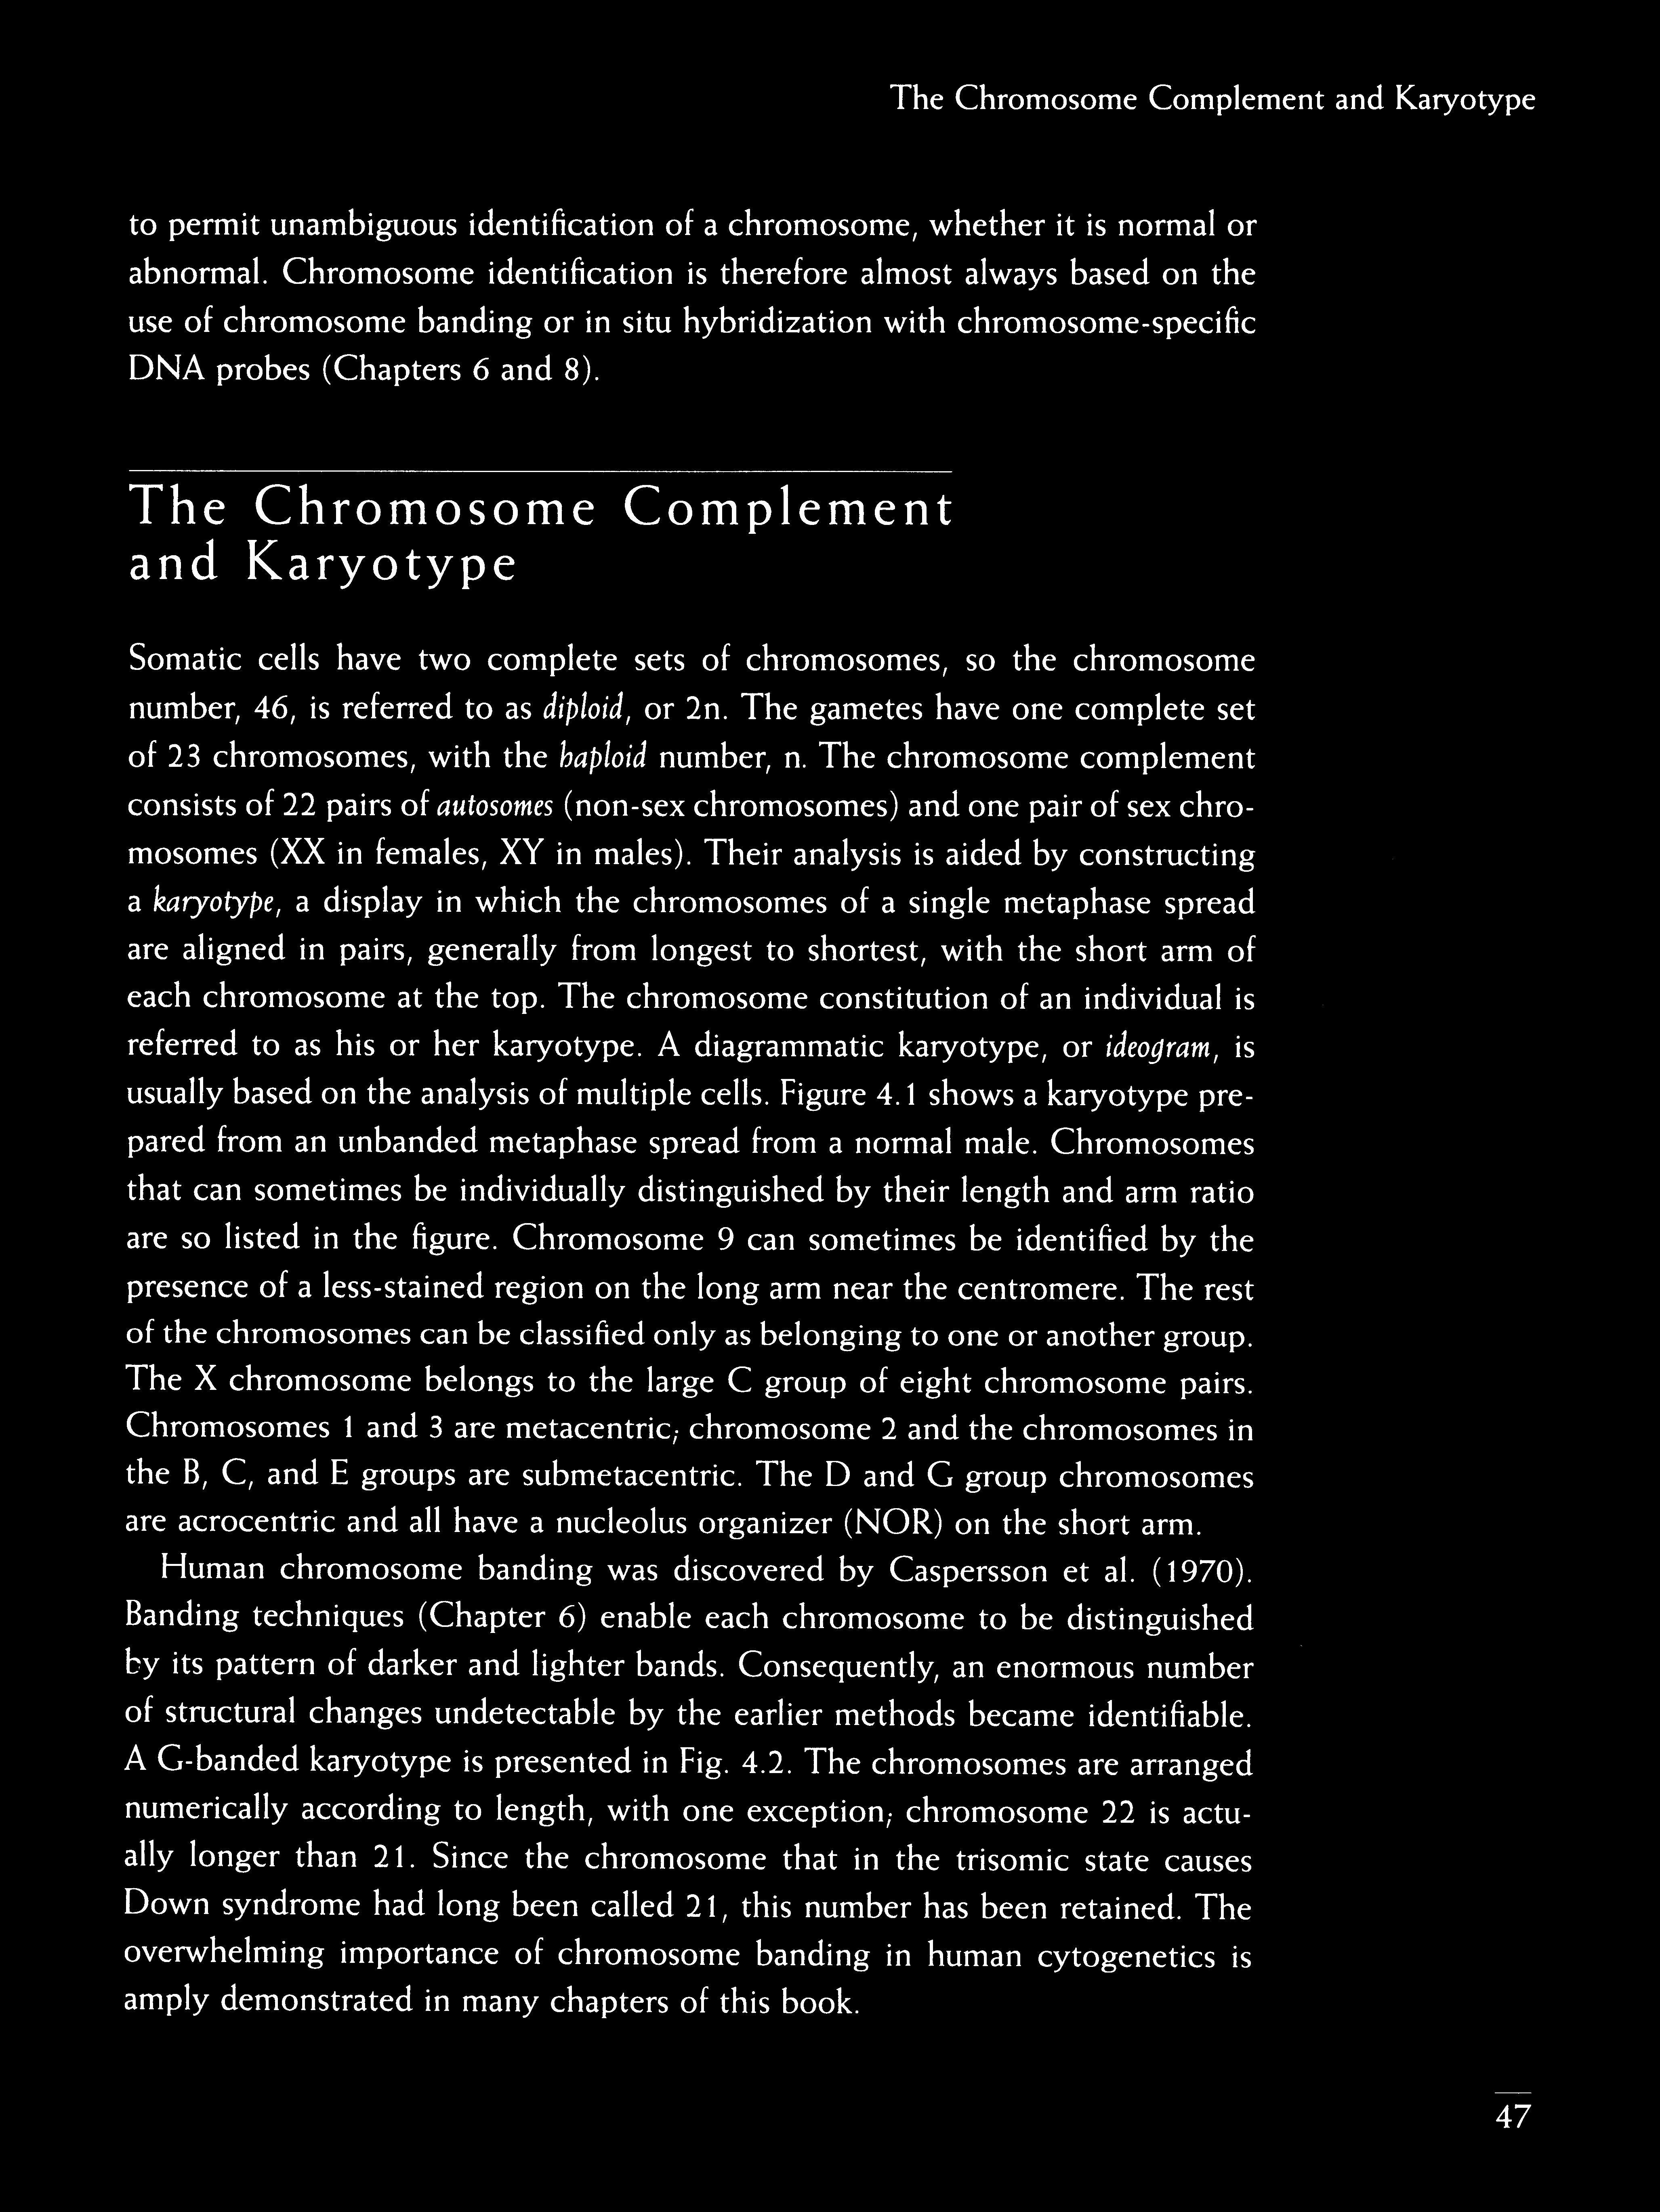 The Chromosome Complement and Karyotype
to permit unambiguous identification of a chromosome, whether it is normal or
abnormal. Chromosome identification is therefore almost always based on the
use of chromosome banding or in situ hybridization with chromosome-specific
DNA probes (Chapters 6 and 8).
The Chromosome Complement
and Karyotype
Somatic cells have two complete sets of chromosomes, so the chromosome
number, 46, is referred to as diploid, or 2n. The gametes have one complete set
of 23 chromosomes, with the haploid number, n. The chromosome complement
consists of 22 pairs of autosomes (non-sex chromosomes) and one pair of sex chro-
mosomes (XX in females, XY in males). Their analysis is aided by constructing
a karyotype, a display in which the chromosomes of a single metaphase spread
are aligned in pairs, generally from longest to shortest, with the short arm of
each chromosome at the top. The chromosome constitution of an individual is
referred to as his or her karyotype. A diagrammatic karyotype, or ideogram, is
usually based on the analysis of multiple cells. Figure 4.1 shows a karyotype pre-
pared from an unbanded metaphase spread from a normal male. Chromosomes
that can sometimes be individually distinguished by their length and arm ratio
are so listed in the figure. Chromosome 9 can sometimes be identified by the
presence of a less-stained region on the long arm near the centromere. The rest
of the chromosomes can be classified only as belonging to one or another group.
The X chromosome belongs to the large C group of eight chromosome pairs.
Chromosomes 1 and 3 are metacentric; chromosome 2 and the chromosomes in
the B, C, and E groups are submetacentric. The D and G group chromosomes
are acrocentric and all have a nucleolus organizer (NOR) on the short arm.
Human chromosome banding was discovered by Caspersson et al. (1970).
Banding techniques (Chapter 6) enable each chromosome to be distinguished
by its pattern of darker and lighter bands. Consequently, an enormous number
of structural changes undetectable by the earlier methods became identifiable.
A G-banded karyotype is presented in Fig. 4.2. The chromosomes are arranged
numerically according to length, with one exception; chromosome 22 is actu-
ally longer than 21. Since the chromosome that in the trisomic state causes
Down syndrome had long been called 21, this number has been retained. The
overwhelming importance of chromosome banding in human cytogenetics is
amply demonstrated in many chapters of this book.
47